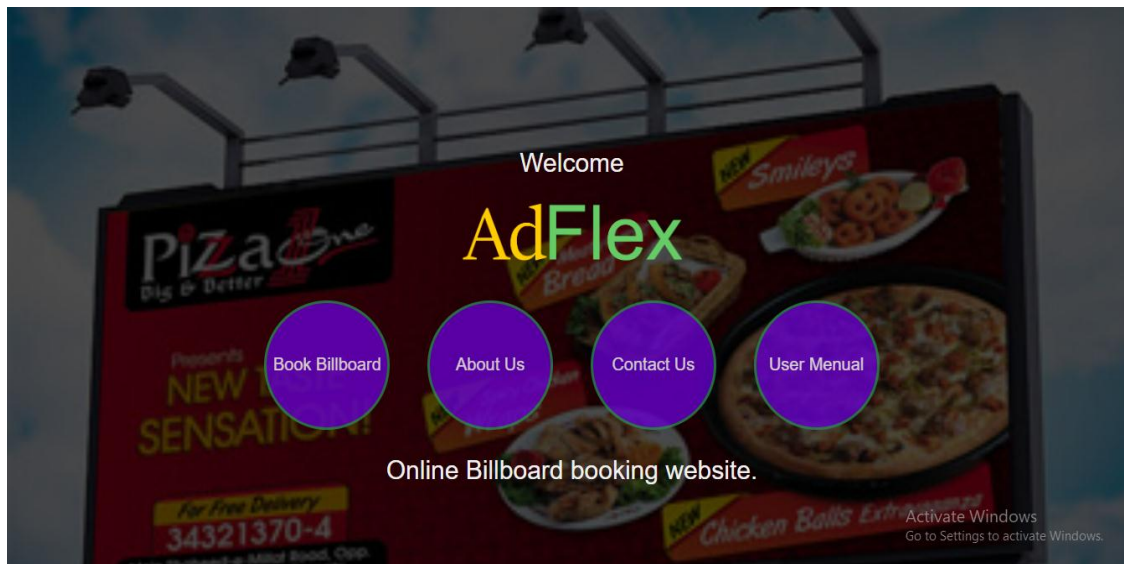 Welcome
AdFlex
Book Billboard
About Us
Contact Us
User Menual
Online Billboard booking website.
Pizza One
Big & Better
Presents
SENSATION!
For Free Delivery
34321370-4
NEW
Smileys
Bread
NEW
NEW
Chicken Balls
Activate Windows
Go to Settings to activate Windows.